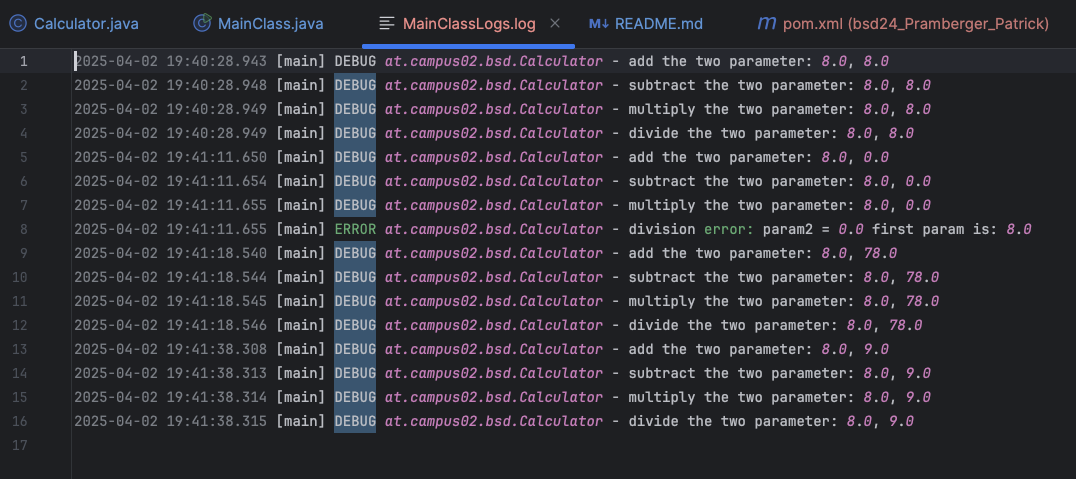 Calculator.java MainClass.java MainClassLogs.log README.md m pom.xml (bsd24_Pramberger_Patrick)
1 2025-04-02 19:40:28.943 [main] DEBUG at.campus02.bsd.Calculator - add the two parameter: 8.0, 8.0
2 2025-04-02 19:40:28.948 [main] DEBUG at.campus02.bsd.Calculator - subtract the two parameter: 8.0, 8.0
3 2025-04-02 19:40:28.949 [main] DEBUG at.campus02.bsd.Calculator - multiply the two parameter: 8.0, 8.0
4 2025-04-02 19:40:28.949 [main] DEBUG at.campus02.bsd.Calculator - divide the two parameter: 8.0, 8.0
5 2025-04-02 19:41:11.650 [main] DEBUG at.campus02.bsd.Calculator - add the two parameter: 8.0, 0.0
6 2025-04-02 19:41:11.654 [main] DEBUG at.campus02.bsd.Calculator - subtract the two parameter: 8.0, 0.0
7 2025-04-02 19:41:11.655 [main] DEBUG at.campus02.bsd.Calculator - multiply the two parameter: 8.0, 0.0
8 2025-04-02 19:41:11.655 [main] ERROR at.campus02.bsd.Calculator - division error: param2 = 0.0 first param is: 8.0
9 2025-04-02 19:41:18.540 [main] DEBUG at.campus02.bsd.Calculator - add the two parameter: 8.0, 78.0
10 2025-04-02 19:41:18.544 [main] DEBUG at.campus02.bsd.Calculator - subtract the two parameter: 8.0, 78.0
11 2025-04-02 19:41:18.545 [main] DEBUG at.campus02.bsd.Calculator - multiply the two parameter: 8.0, 78.0
12 2025-04-02 19:41:18.546 [main] DEBUG at.campus02.bsd.Calculator - divide the two parameter: 8.0, 78.0
13 2025-04-02 19:41:38.308 [main] DEBUG at.campus02.bsd.Calculator - add the two parameter: 8.0, 9.0
14 2025-04-02 19:41:38.313 [main] DEBUG at.campus02.bsd.Calculator - subtract the two parameter: 8.0, 9.0
15 2025-04-02 19:41:38.314 [main] DEBUG at.campus02.bsd.Calculator - multiply the two parameter: 8.0, 9.0
16 2025-04-02 19:41:38.315 [main] DEBUG at.campus02.bsd.Calculator - divide the two parameter: 8.0, 9.0
17